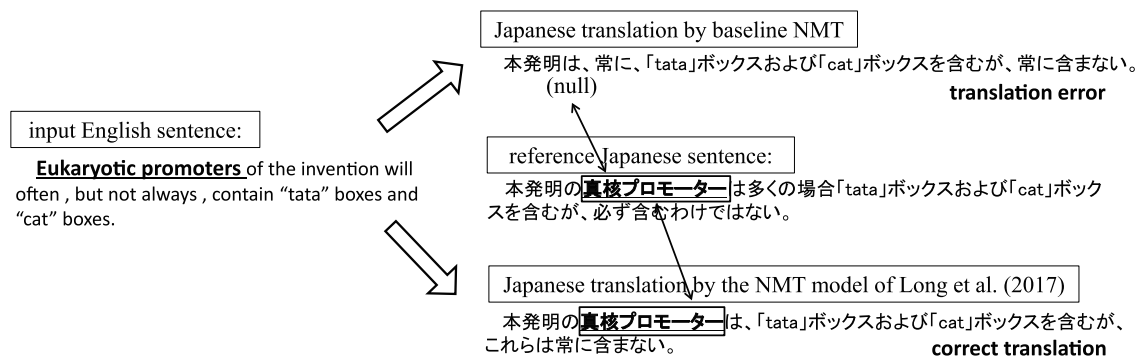 Japanese translation by baseline NMT
本発明は、常に、「tata」ボックスおよび「cat」ボックスを含むが、常に含まない。
(null)
translation error
input English sentence:
Eukaryotic promoters of the invention will
often , but not always , contain “tata” boxes and
“cat” boxes.
reference Japanese sentence:
本発明の真核プロモーターは多くの場合「tata」ボックスおよび「cat」ボック
スを含むが、必ず含むわけではない。
Japanese translation by the NMT model of Long et al. (2017)
本発明の真核プロモーターは、「tata」ボックスおよび「cat」ボックスを含むが、
これらは常に含まない。
correct translation